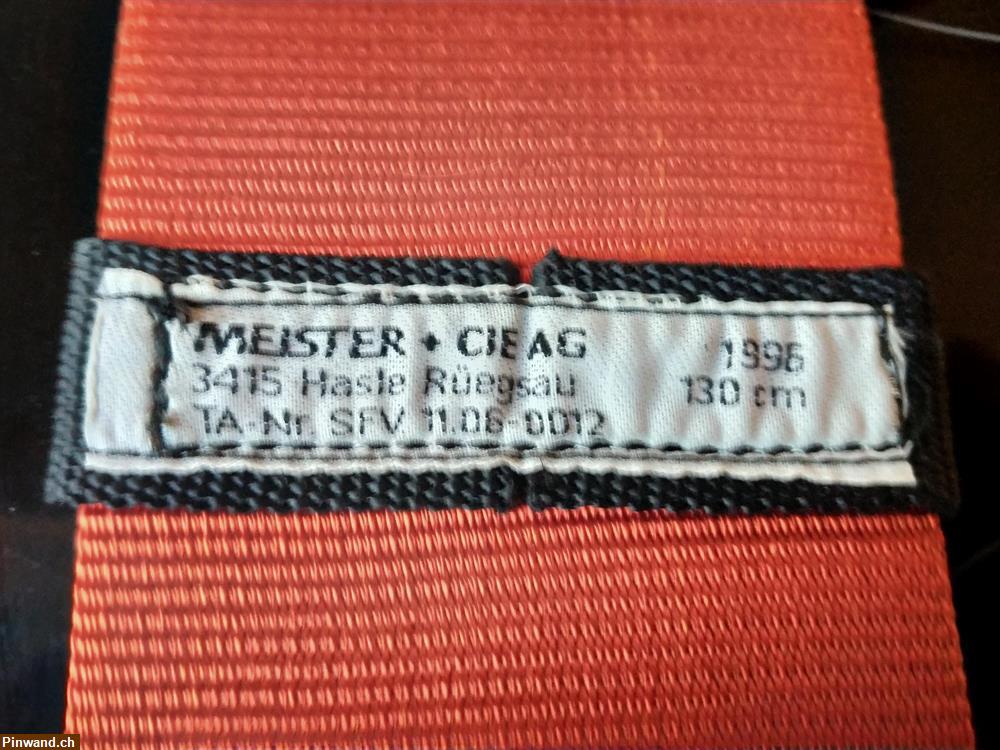 MEISTER + CIE AG 1996
3415 Hasle Rüegsau 130 cm
TA-Nr. SFV 11.06-0012
Pinwand.ch